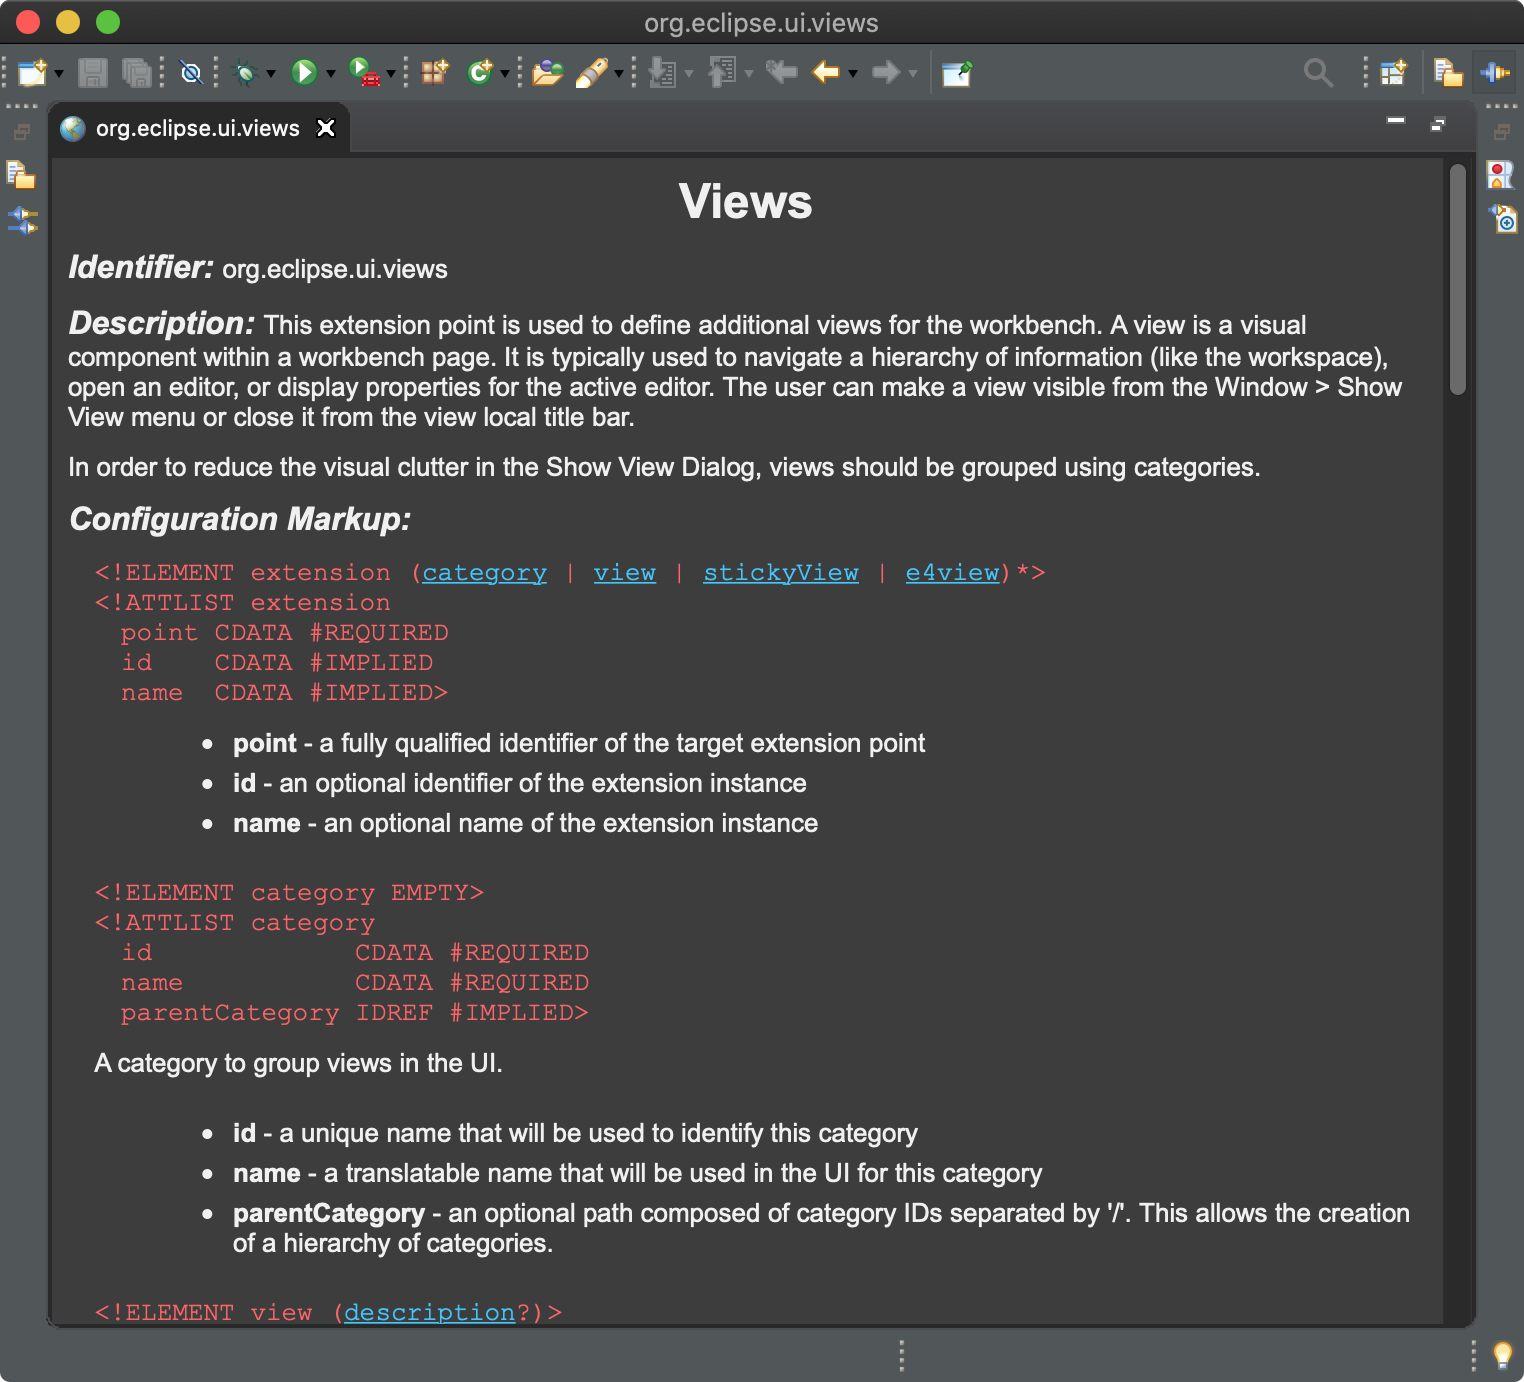 org.eclipse.ui.views
org.eclipse.ui.views
Views
Identifier: org.eclipse.ui.views
Description: This extension point is used to define additional views for the workbench. A view is a visual
component within a workbench page. It is typically used to navigate a hierarchy of information (like the workspace),
open an editor, or display properties for the active editor. The user can make a view visible from the Window > Show
View menu or close it from the view local title bar.
In order to reduce the visual clutter in the Show View Dialog, views should be grouped using categories.
Configuration Markup:
<!ELEMENT extension (category | view | stickyView | e4view)*>
<!ATTLIST extension
point CDATA #REQUIRED
id CDATA #IMPLIED
name CDATA #IMPLIED>
• point - a fully qualified identifier of the target extension point
• id - an optional identifier of the extension instance
• name - an optional name of the extension instance
<!ELEMENT category EMPTY>
<!ATTLIST category
id CDATA #REQUIRED
name CDATA #REQUIRED
parentCategory IDREF #IMPLIED>
A category to group views in the UI.
• id - a unique name that will be used to identify this category
• name - a translatable name that will be used in the UI for this category
• parentCategory - an optional path composed of category IDs separated by '/'. This allows the creation
of a hierarchy of categories.
<!ELEMENT view (description?)>